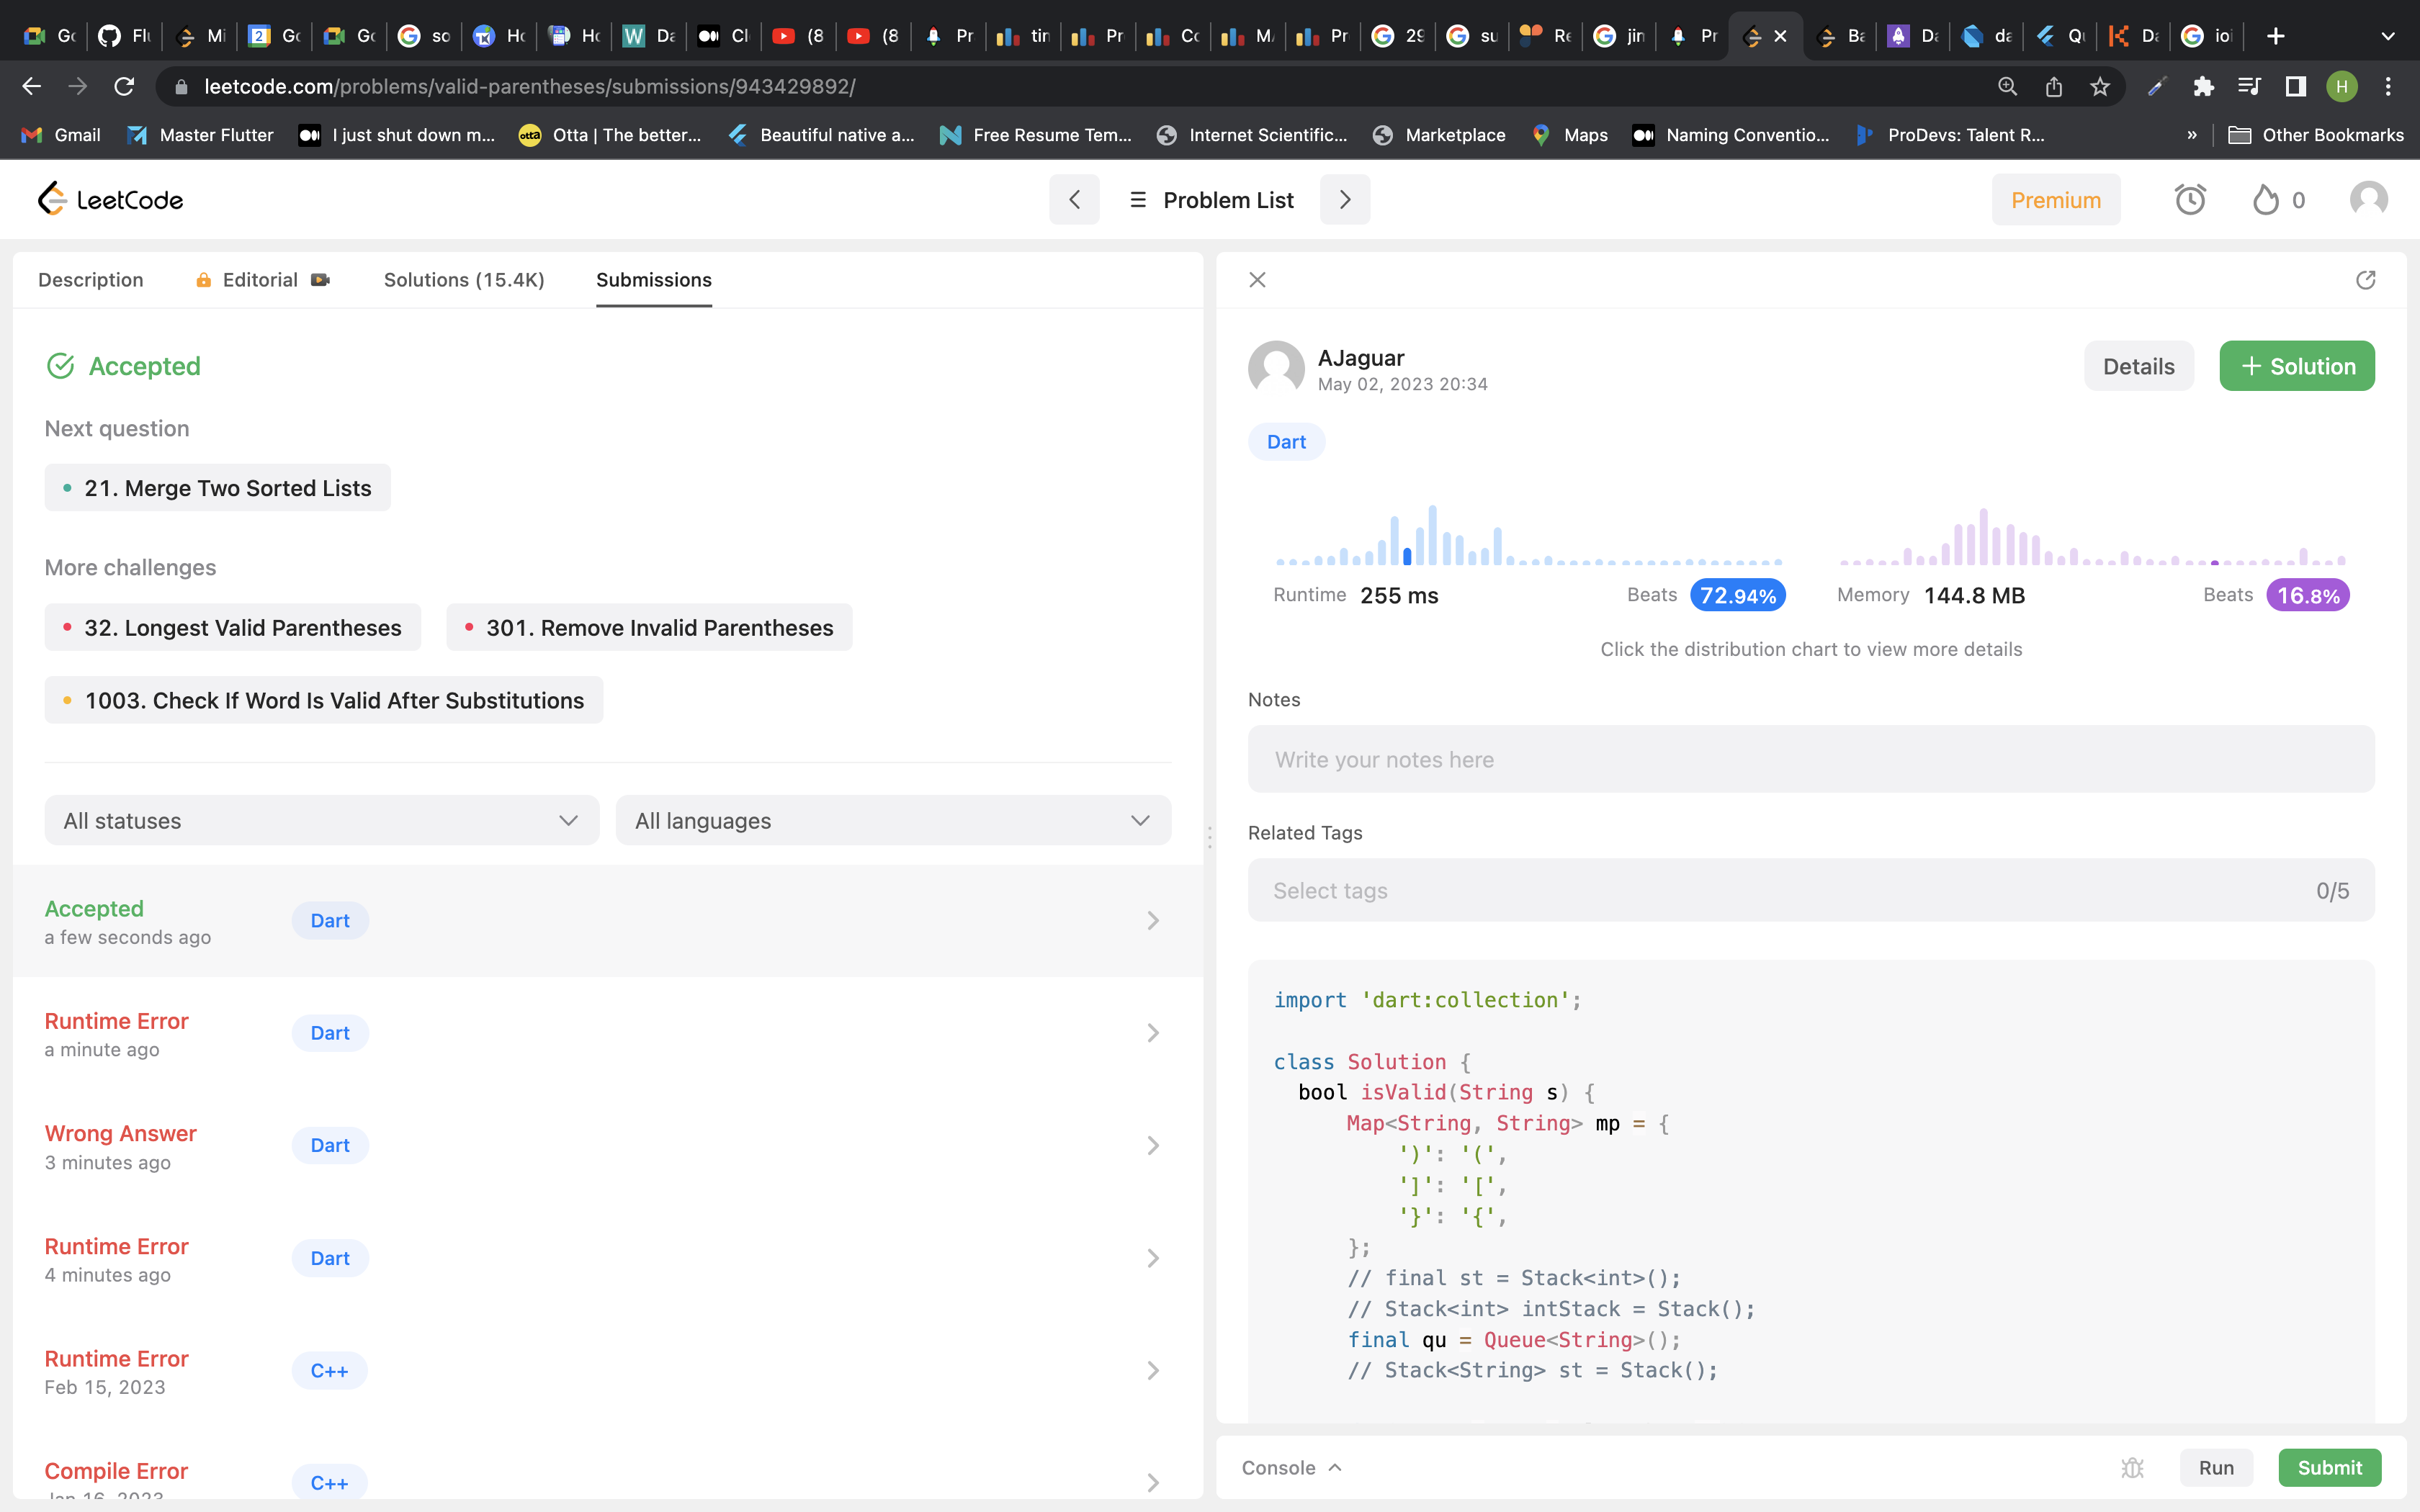 Gc Flu Mi Gc Gc so Hc Hc Da Cl (8 (8 Pr tin Pr Cc M Pr 29 su Re jin Pr Ba Da da Qu Da ioi
leetcode.com/problems/valid-parentheses/submissions/943429892/
H
Gmail Master Flutter I just shut down m... Otta | The better... Beautiful native a... Free Resume Tem... Internet Scientific... Marketplace Maps Naming Conventio... ProDevs: Talent R... » Other Bookmarks
LeetCode
Problem List
Premium
0
Description Editorial Solutions (15.4K) Submissions
Accepted
Next question
21. Merge Two Sorted Lists
More challenges
32. Longest Valid Parentheses 301. Remove Invalid Parentheses
1003. Check If Word Is Valid After Substitutions
All statuses All languages
Accepted Dart
a few seconds ago
Runtime Error Dart
a minute ago
Wrong Answer Dart
3 minutes ago
Runtime Error Dart
4 minutes ago
Runtime Error C++
Feb 15, 2023
Compile Error C++
Jan 16, 2023
AJaguar
May 02, 2023 20:34
Details + Solution
Dart
Runtime 255 ms Beats 72.94%
Memory 144.8 MB Beats 16.8%
Click the distribution chart to view more details
Notes
Write your notes here
Related Tags
Select tags 0/5
import 'dart:collection';
class Solution {
bool isValid(String s) {
Map<String, String> mp = {
')': '(',
']': '[',
'}': '{',
};
// final st = Stack<int>();
// Stack<int> intStack = Stack();
final qu = Queue<String>();
// Stack<String> st = Stack();
Console Run Submit